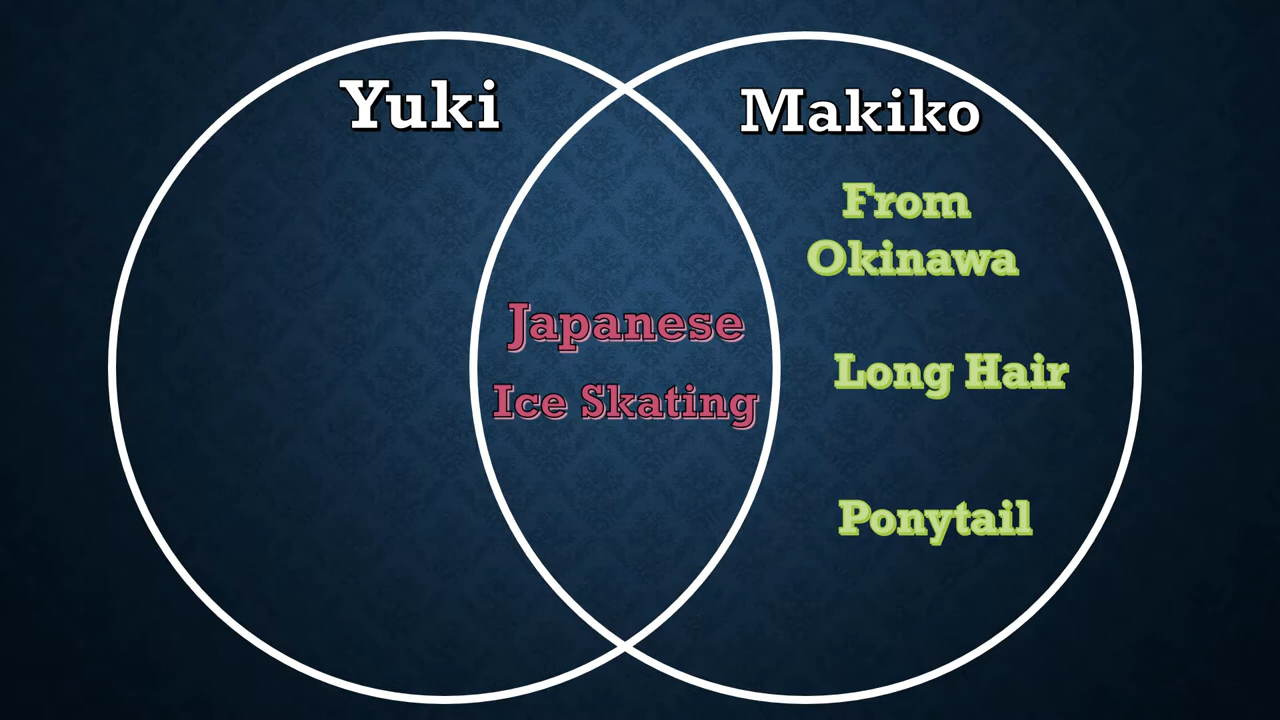 Yuki
Makiko
From
Okinawa
Japanese
Ice Skating
Long Hair
Ponytail